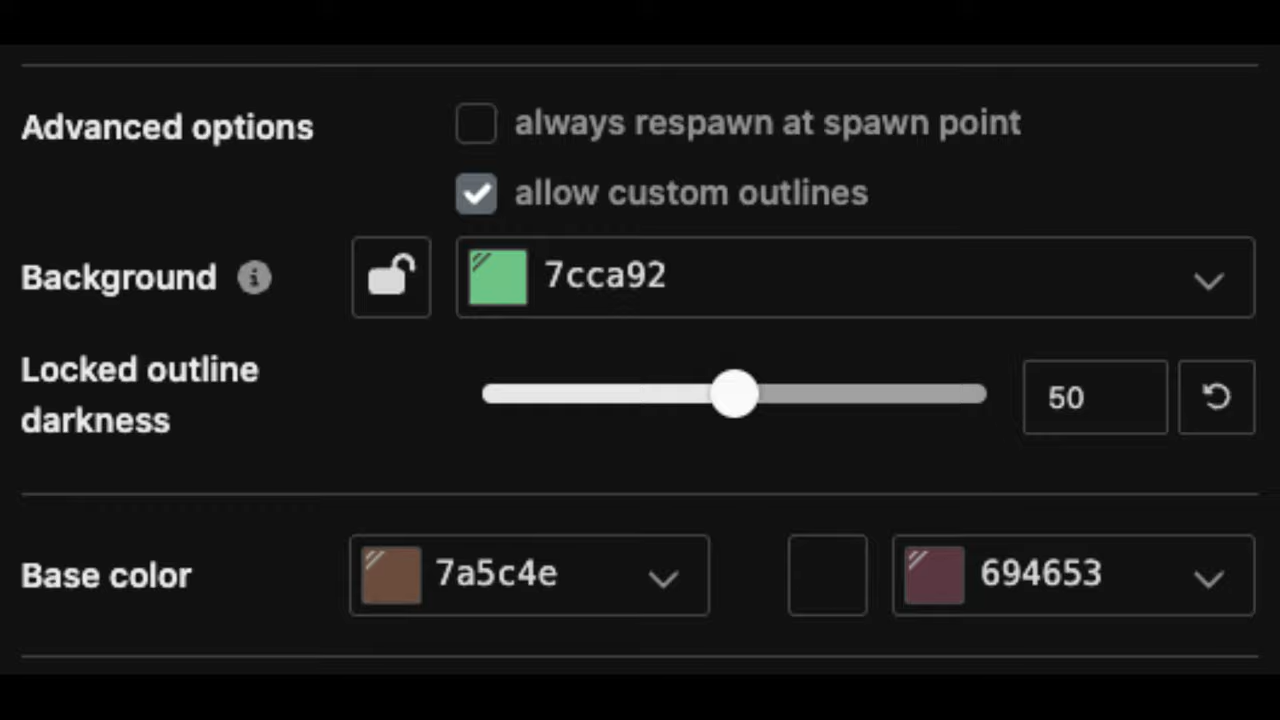 Advanced options
always respawn at spawn point
allow custom outlines
Background
7cca92
Locked outline
darkness
50
Base color
7a5c4e
694653